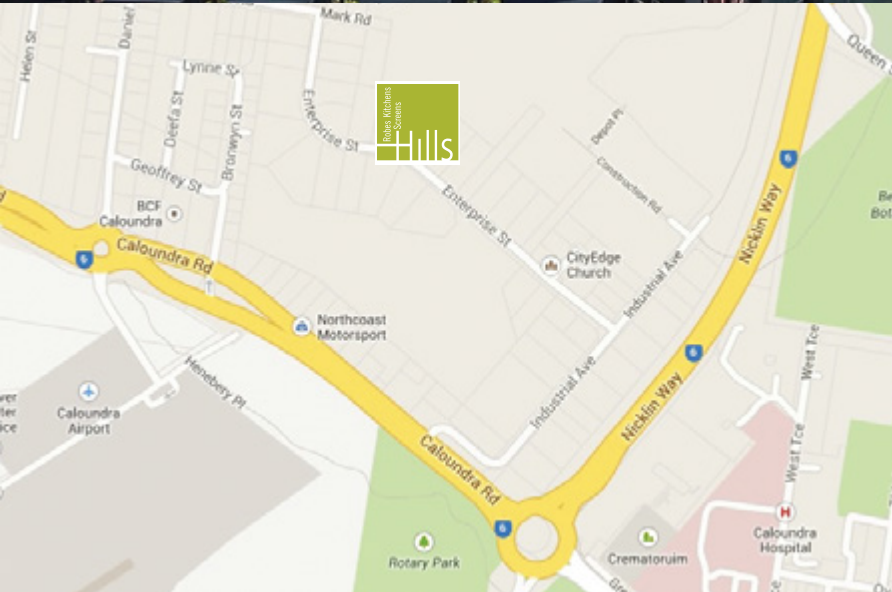 Mark Rd
Helen St
Daniel
Queen
Lynne St
Deefa St
Bronwyn St
Enterprise St
Robes Kitchens
Screens
Hills
Depot Pl
Construction Rd
6
Geoffrey St
BCF
Caloundra
Enterprise St
Nicklin Way
Caloundra Rd
6
CityEdge
Church
Industrial Ave
Northcoast
Motorsport
6
Henebery Pl
West Tce
Caloundra
Airport
Industrial Ave
Nicklin Way
Caloundra Rd
West Tce
6
H
Caloundra
Hospital
Rotary Park
Crematoruim